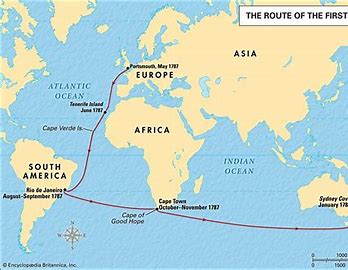 THE ROUTE OF THE FIRST
ASIA
Portsmouth, May 1787
EUROPE
ATLANTIC
OCEAN
Tenerife Island
June 1787
Cape Verde Is.
AFRICA
INDIAN
OCEAN
SOUTH
AMERICA
Rio de Janeiro
August–September 1787
Cape Town
October–November 1787
Cape of
Good Hope
Sydney Cov
January 178
0
1000
0
1500
© Encyclopædia Britannica, Inc.